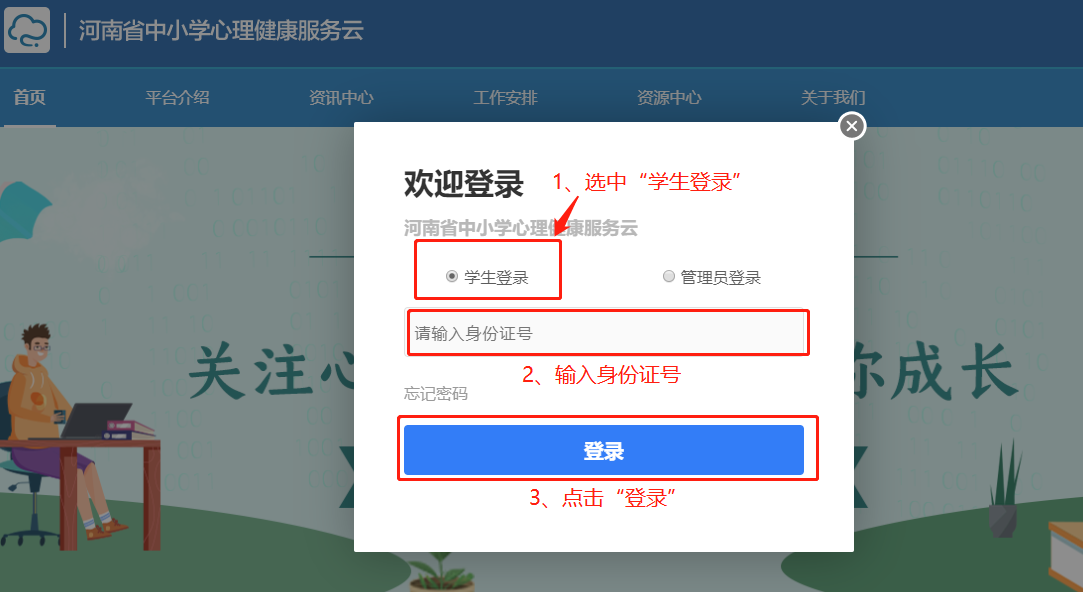 河南省中小学心理健康服务云
首页 平台介绍 资讯中心 工作安排 资源中心 关于我们
欢迎登录
1、选中“学生登录”
河南省中小学心理健康服务云
学生登录 管理员登录
请输入身份证号
2、输入身份证号
忘记密码
登录
3、点击“登录”
关注心 你成长